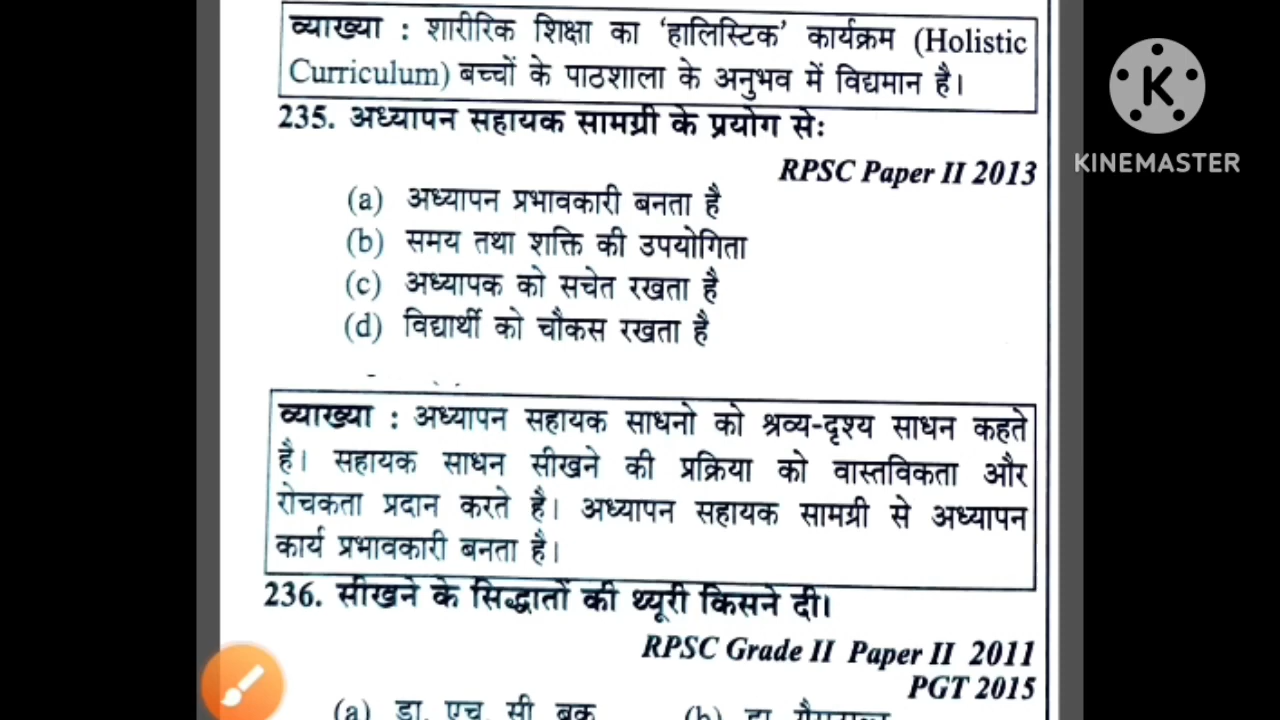 व्याख्या : शारीरिक शिक्षा का ‘हालिस्टिक’ कार्यक्रम (Holistic
Curriculum) बच्चों के पाठशाला के अनुभव में विद्यमान है।
235. अध्यापन सहायक सामग्री के प्रयोग सेः
RPSC Paper II 2013
(a) अध्यापन प्रभावकारी बनता है
(b) समय तथा शक्ति की उपयोगिता
(c) अध्यापक को सचेत रखता है
(d) विद्यार्थी को चौकस रखता है
व्याख्या : अध्यापन सहायक साधनो को श्रव्य-दृश्य साधन कहते
है। सहायक साधन सीखने की प्रक्रिया को वास्तविकता और
रोचकता प्रदान करते है। अध्यापन सहायक सामग्री से अध्यापन
कार्य प्रभावकारी बनता है।
236. सीखने के सिद्धातों की थ्यूरी किसने दी।
RPSC Grade II Paper II 2011
PGT 2015
(a) डा. एच. सी. बक
(b) डा.
K
KINEMASTER